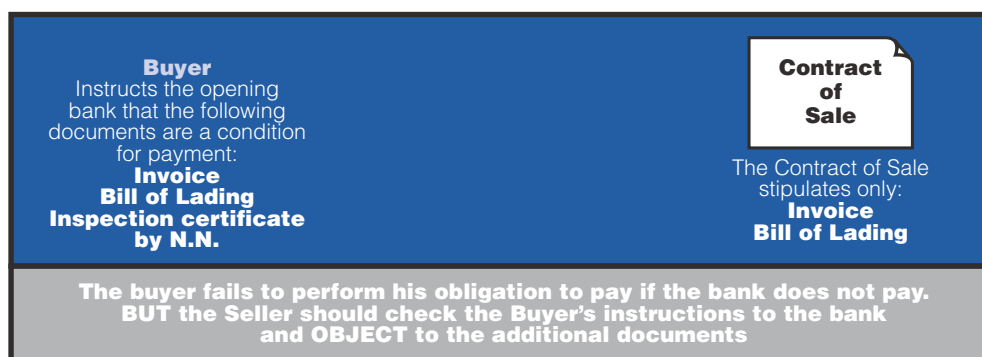 Buyer
Instructs the opening
bank that the following
documents are a condition
for payment:
Invoice
Bill of Lading
Inspection certificate
by N.N.
Contract
of
Sale
The Contract of Sale
stipulates only:
Invoice
Bill of Lading
The buyer fails to perform his obligation to pay if the bank does not pay.
BUT the Seller should check the Buyer's instructions to the bank
and OBJECT to the additional documents